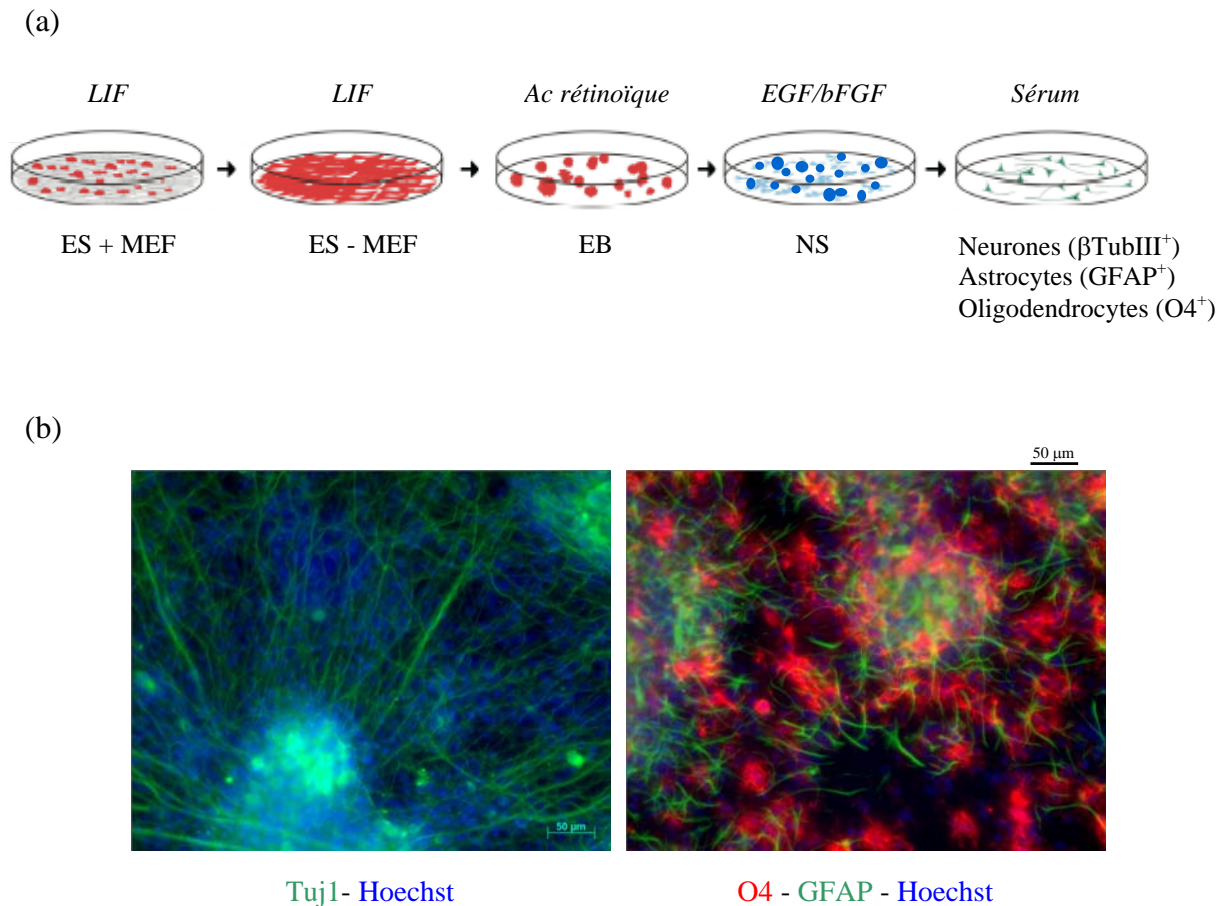 (a)
LIF LIF Ac rétinoïque EGF/bFGF Sérum
ES + MEF ES - MEF EB NS Neurones (βTubIII⁺)
Astrocytes (GFAP⁺)
Oligodendrocytes (O4⁺)
(b)
50 µm
50 µm
Tuj1- Hoechst O4 - GFAP - Hoechst